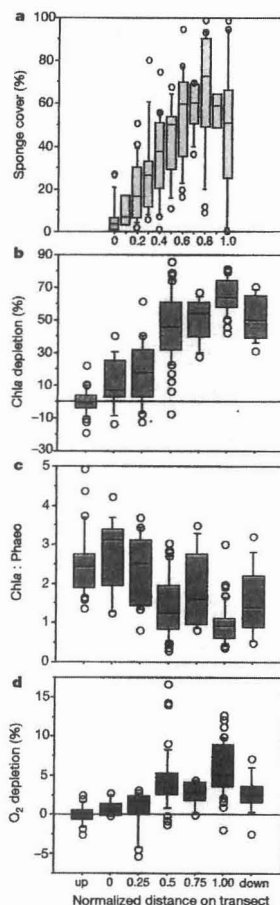 a
100
80
60
40
20
0
Sponge cover (%)
0 0.2 0.4 0.6 0.8 1.0
b
90
70
50
30
10
−10
−30
Chla depletion (%)
c
5
4
3
2
1
0
Chla : Phaeo
d
15
10
5
0
−5
O2 depletion (%)
up 0 0.25 0.5 0.75 1.00 down
Normalized distance on transect